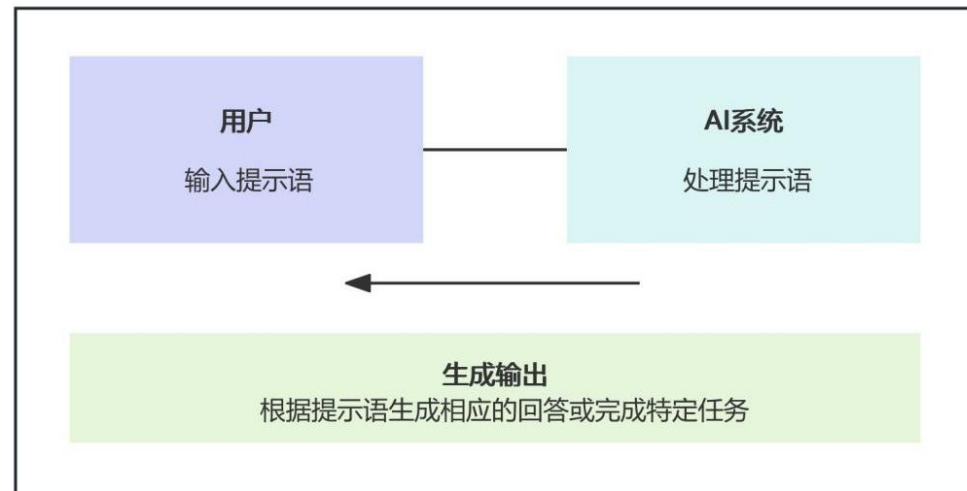 用户
输入提示语
AI系统
处理提示语
生成输出
根据提示语生成相应的回答或完成特定任务